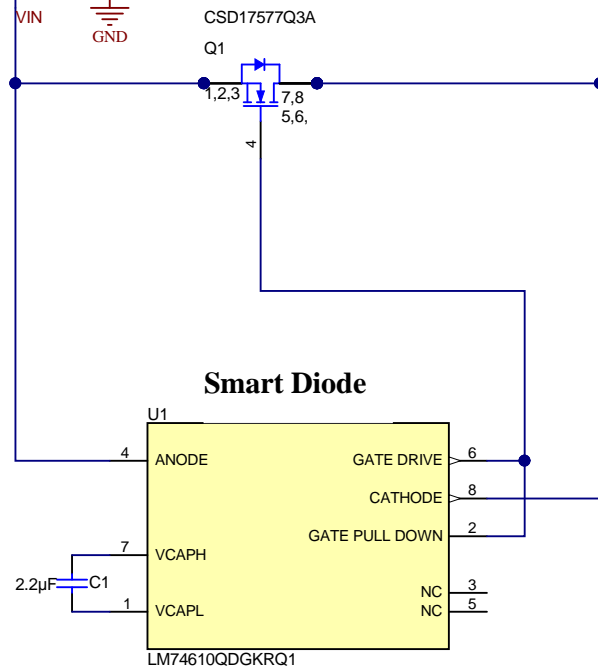 VIN
GND
CSD17577Q3A
Q1
1,2,3
7,8
5,6,
4
Smart Diode
U1
4 ANODE GATE DRIVE 6
CATHODE 8
GATE PULL DOWN 2
7 VCAPH
2.2µF C1
NC 3
1 VCAPL NC 5
LM74610QDGKRQ1